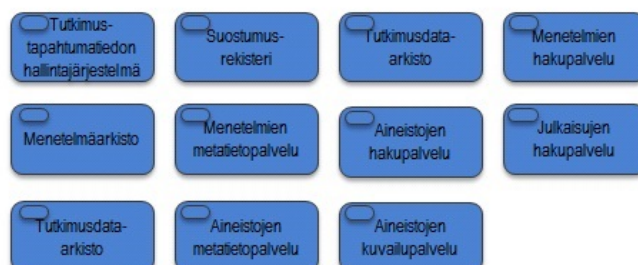 Tutkimus-
tapahtumatiedon
hallintajärjestelmä
Suostumus-
rekisteri
Tutkimusdata-
arkisto
Menetelmien
hakupalvelu
Menetelmäarkisto
Menetelmien
metatietopalvelu
Aineistojen
hakupalvelu
Julkaisujen
hakupalvelu
Tutkimusdata-
arkisto
Aineistojen
metatietopalvelu
Aineistojen
kuvailupalvelu